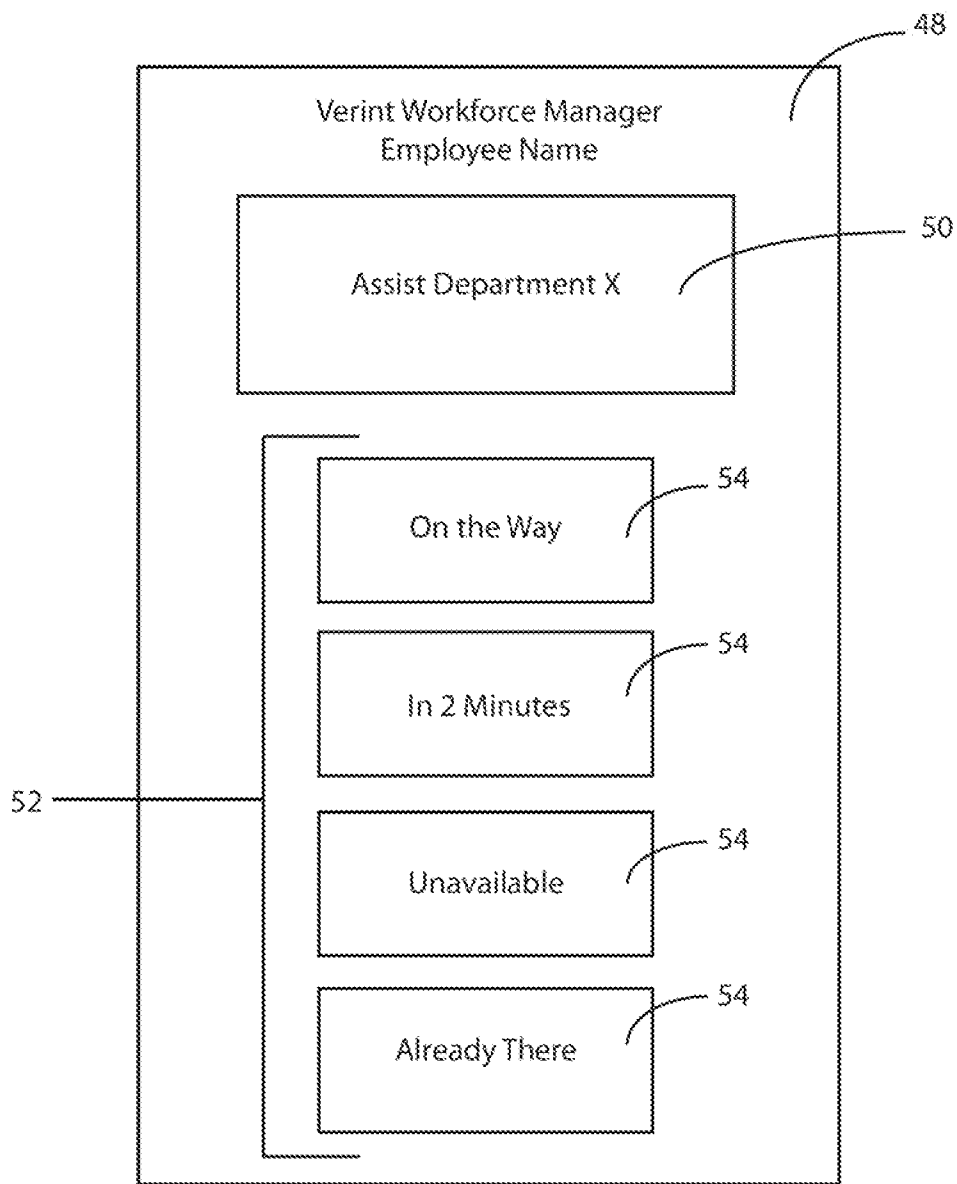 48
Verint Workforce Manager
Employee Name
50
Assist Department X
54
On the Way
54
In 2 Minutes
52
54
Unavailable
54
Already There